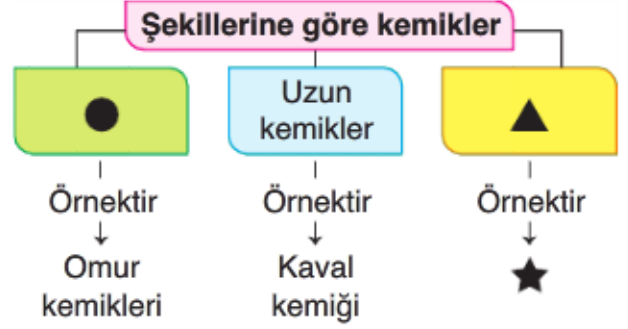 Şekillerine göre kemikler
Uzun
kemikler
Örnektir
Örnektir
Örnektir
Omur
kemikleri
Kaval
kemiği